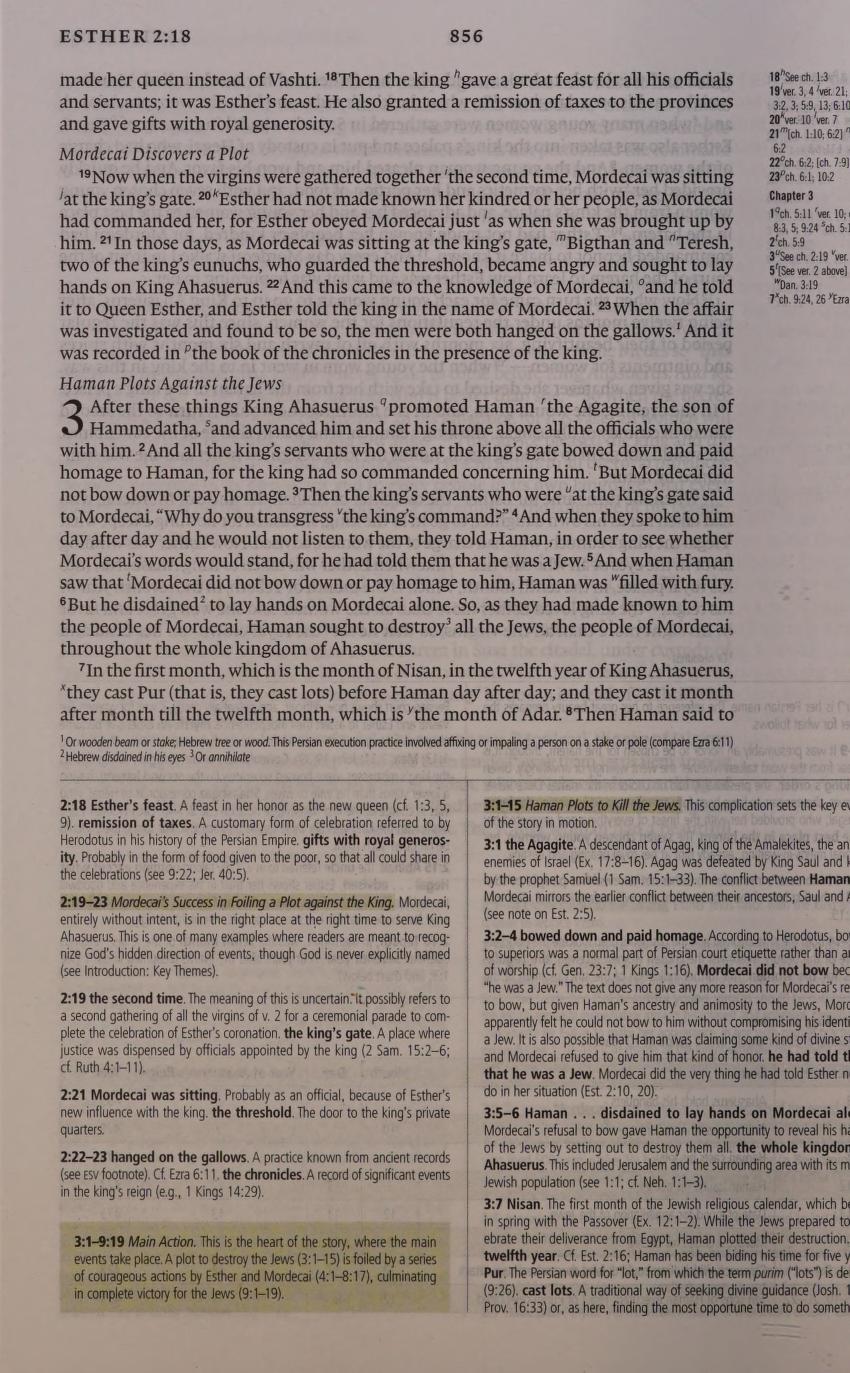 ESTHER 2:18
856
made her queen instead of Vashti. 18Then the king hgave a great feast for all his officials
and servants; it was Esther's feast. He also granted a remission of taxes to the provinces
and gave gifts with royal generosity.
Mordecai Discovers a Plot
19Now when the virgins were gathered together ithe second time, Mordecai was sitting
jat the king's gate. 20kEsther had not made known her kindred or her people, as Mordecai
had commanded her, for Esther obeyed Mordecai just las when she was brought up by
him. 21In those days, as Mordecai was sitting at the king's gate, mBigthan and nTeresh,
two of the king's eunuchs, who guarded the threshold, became angry and sought to lay
hands on King Ahasuerus. 22And this came to the knowledge of Mordecai, oand he told
it to Queen Esther, and Esther told the king in the name of Mordecai. 23When the affair
was investigated and found to be so, the men were both hanged on the gallows.1 And it
was recorded in pthe book of the chronicles in the presence of the king.
Haman Plots Against the Jews
3 After these things King Ahasuerus qpromoted Haman rthe Agagite, the son of
Hammedatha, sand advanced him and set his throne above all the officials who were
with him. 2And all the king's servants who were at the king's gate bowed down and paid
homage to Haman, for the king had so commanded concerning him. tBut Mordecai did
not bow down or pay homage. 3Then the king's servants who were uat the king's gate said
to Mordecai, "Why do you transgress vthe king's command?" 4And when they spoke to him
day after day and he would not listen to them, they told Haman, in order to see whether
Mordecai's words would stand, for he had told them that he was a Jew. 5And when Haman
saw that tMordecai did not bow down or pay homage to him, Haman was wfilled with fury.
6But he disdained2 to lay hands on Mordecai alone. So, as they had made known to him
the people of Mordecai, Haman sought to destroy3 all the Jews, the people of Mordecai,
throughout the whole kingdom of Ahasuerus.
7In the first month, which is the month of Nisan, in the twelfth year of King Ahasuerus,
xthey cast Pur (that is, they cast lots) before Haman day after day; and they cast it month
after month till the twelfth month, which is ythe month of Adar. 8Then Haman said to
1 Or wooden beam or stake; Hebrew tree or wood. This Persian execution practice involved affixing or impaling a person on a stake or pole (compare Ezra 6:11)
2 Hebrew disdained in his eyes 3 Or annihilate
18hSee ch. 1:3
19iver. 3, 4 jver. 21;
3:2, 3; 5:9, 13; 6:10
20kver. 10 lver. 7
21m[ch. 1:10; 6:2]
6:2
22och. 6:2; [ch. 7:9]
23pch. 6:1; 10:2
Chapter 3
1qch. 5:11 rver. 10;
8:3, 5; 9:24 sch. 5:1
2tch. 5:9
3uSee ch. 2:19 vver.
5t[See ver. 2 above]
wDan. 3:19
7xch. 9:24, 26 yEzra
2:18 Esther's feast. A feast in her honor as the new queen (cf. 1:3, 5,
9). remission of taxes. A customary form of celebration referred to by
Herodotus in his history of the Persian Empire. gifts with royal generos-
ity. Probably in the form of food given to the poor, so that all could share in
the celebrations (see 9:22; Jer. 40:5).
2:19–23 Mordecai's Success in Foiling a Plot against the King. Mordecai,
entirely without intent, is in the right place at the right time to serve King
Ahasuerus. This is one of many examples where readers are meant to recog-
nize God's hidden direction of events, though God is never explicitly named
(see Introduction: Key Themes).
2:19 the second time. The meaning of this is uncertain. It possibly refers to
a second gathering of all the virgins of v. 2 for a ceremonial parade to com-
plete the celebration of Esther's coronation. the king's gate. A place where
justice was dispensed by officials appointed by the king (2 Sam. 15:2–6;
cf. Ruth 4:1–11).
2:21 Mordecai was sitting. Probably as an official, because of Esther's
new influence with the king. the threshold. The door to the king's private
quarters.
2:22–23 hanged on the gallows. A practice known from ancient records
(see ESV footnote). Cf. Ezra 6:11. the chronicles. A record of significant events
in the king's reign (e.g., 1 Kings 14:29).
3:1–9:19 Main Action. This is the heart of the story, where the main
events take place. A plot to destroy the Jews (3:1–15) is foiled by a series
of courageous actions by Esther and Mordecai (4:1–8:17), culminating
in complete victory for the Jews (9:1–19).
3:1–15 Haman Plots to Kill the Jews. This complication sets the key
of the story in motion.
3:1 the Agagite. A descendant of Agag, king of the Amalekites, the
enemies of Israel (Ex. 17:8–16). Agag was defeated by King Saul and
by the prophet Samuel (1 Sam. 15:1–33). The conflict between Haman
Mordecai mirrors the earlier conflict between their ancestors, Saul and
(see note on Est. 2:5).
3:2–4 bowed down and paid homage. According to Herodotus,
to superiors was a normal part of Persian court etiquette rather than
of worship (cf. Gen. 23:7; 1 Kings 1:16). Mordecai did not bow
"he was a Jew." The text does not give any more reason for Mordecai's
to bow, but given Haman's ancestry and animosity to the Jews,
apparently felt he could not bow to him without compromising his
a Jew. It is also possible that Haman was claiming some kind of divine
and Mordecai refused to give him that kind of honor. he had told
that he was a Jew. Mordecai did the very thing he had told Esther
do in her situation (Est. 2:10, 20).
3:5–6 Haman . . . disdained to lay hands on Mordecai
Mordecai's refusal to bow gave Haman the opportunity to reveal his
of the Jews by setting out to destroy them all. the whole
Ahasuerus. This included Jerusalem and the surrounding area with its
Jewish population (see 1:1; cf. Neh. 1:1–3).
3:7 Nisan. The first month of the Jewish religious calendar, which
in spring with the Passover (Ex. 12:1–2). While the Jews prepared to
ebrate their deliverance from Egypt, Haman plotted their destruction.
twelfth year. Cf. Est. 2:16; Haman has been biding his time for five
Pur. The Persian word for "lot," from which the term purim ("lots") is
(9:26). cast lots. A traditional way of seeking divine guidance (Josh.
Prov. 16:33) or, as here, finding the most opportune time to do